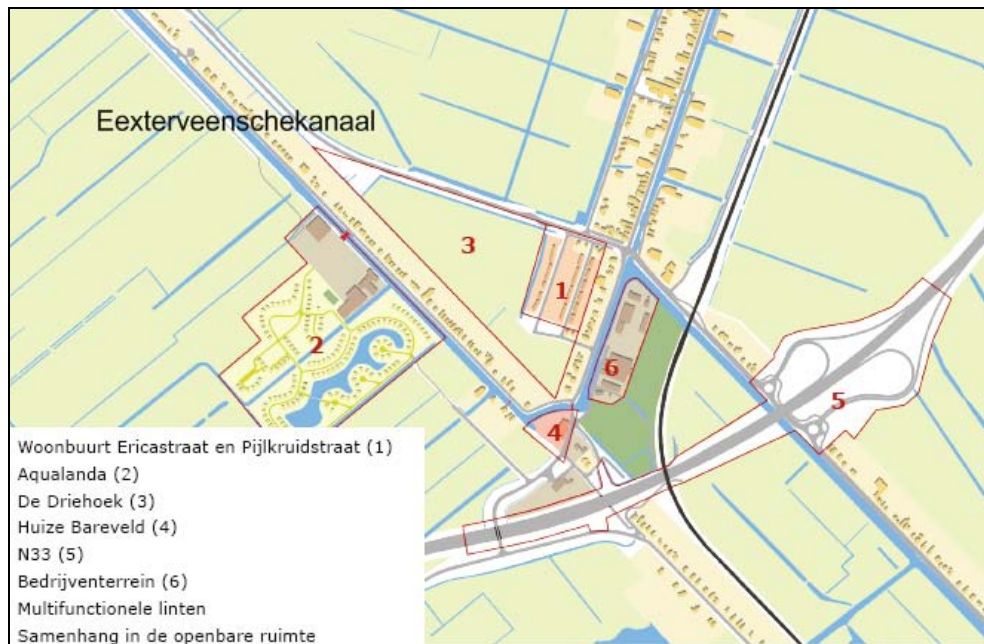 Eexterveenschekanaal
3
1
2
6
5
4
Woonbuurt Ericastraat en Pijlkruidstraat (1)
Aqualanda (2)
De Driehoek (3)
Huize Bareveld (4)
N33 (5)
Bedrijventerrein (6)
Multifunctionele linten
Samenhang in de openbare ruimte